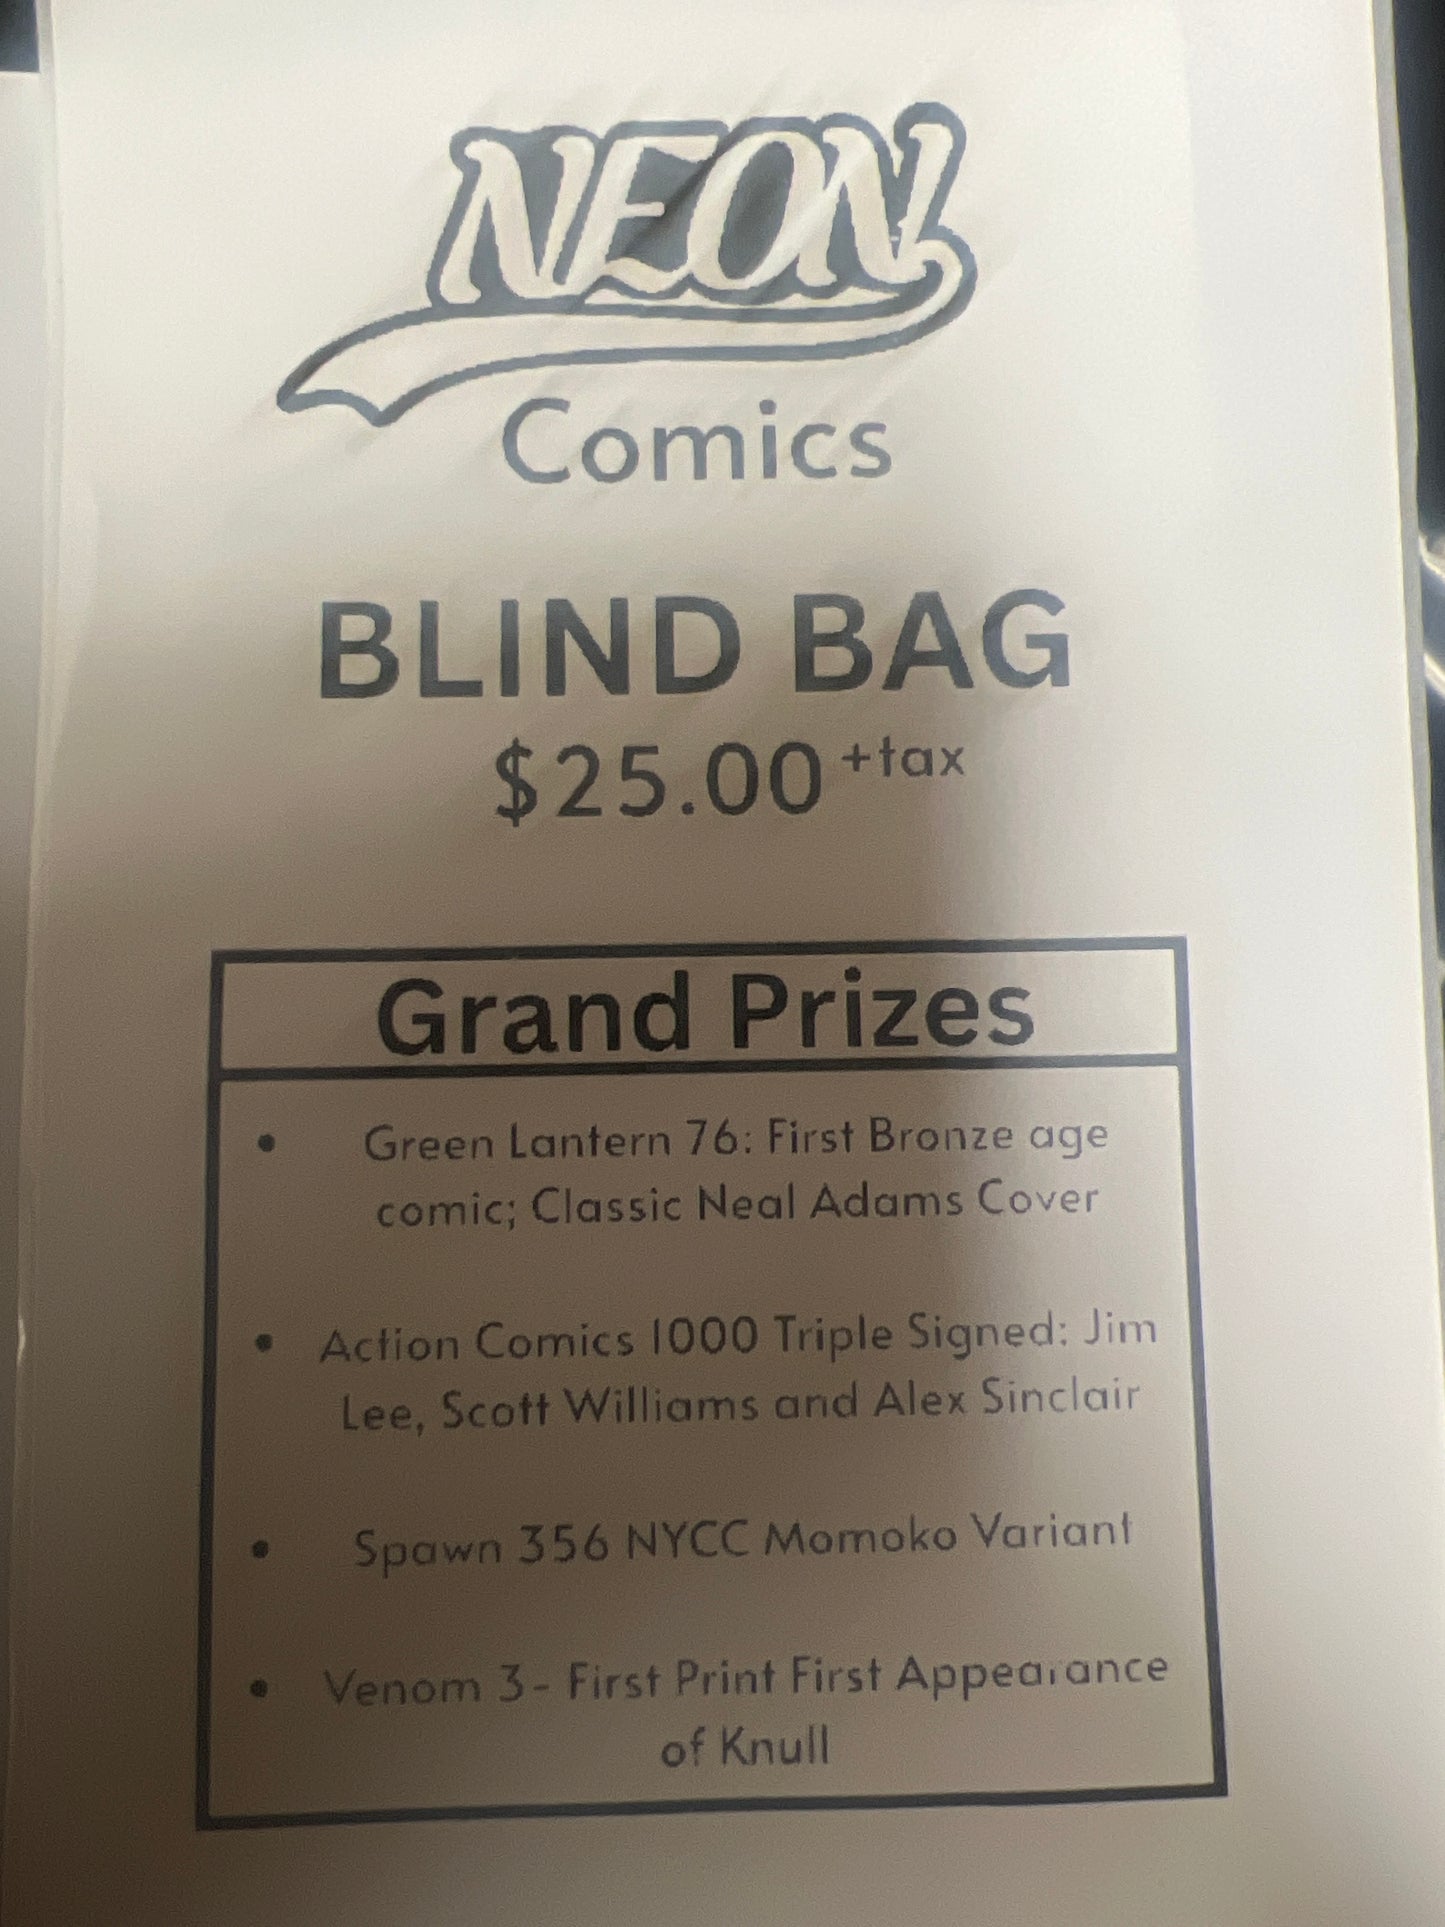 NEON
Comics
BLIND BAG
$25.00 +tax
Grand Prizes
• Green Lantern 76: First Bronze age
comic; Classic Neal Adams Cover
• Action Comics 1000 Triple Signed: Jim
Lee, Scott Williams and Alex Sinclair
• Spawn 356 NYCC Momoko Variant
• Venom 3- First Print First Appearance
of Knull